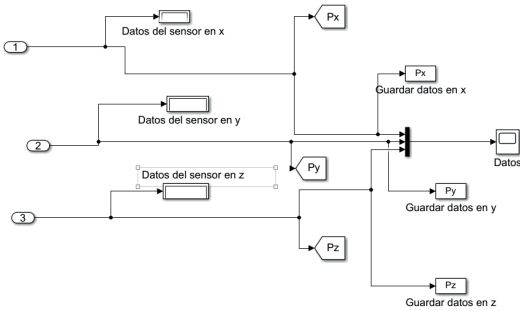 Px
Datos del sensor en x
1
Px
Guardar datos en x
Datos del sensor en y
2
Datos
Datos del sensor en z
Py
Py
Guardar datos en y
3
Pz
Pz
Guardar datos en z